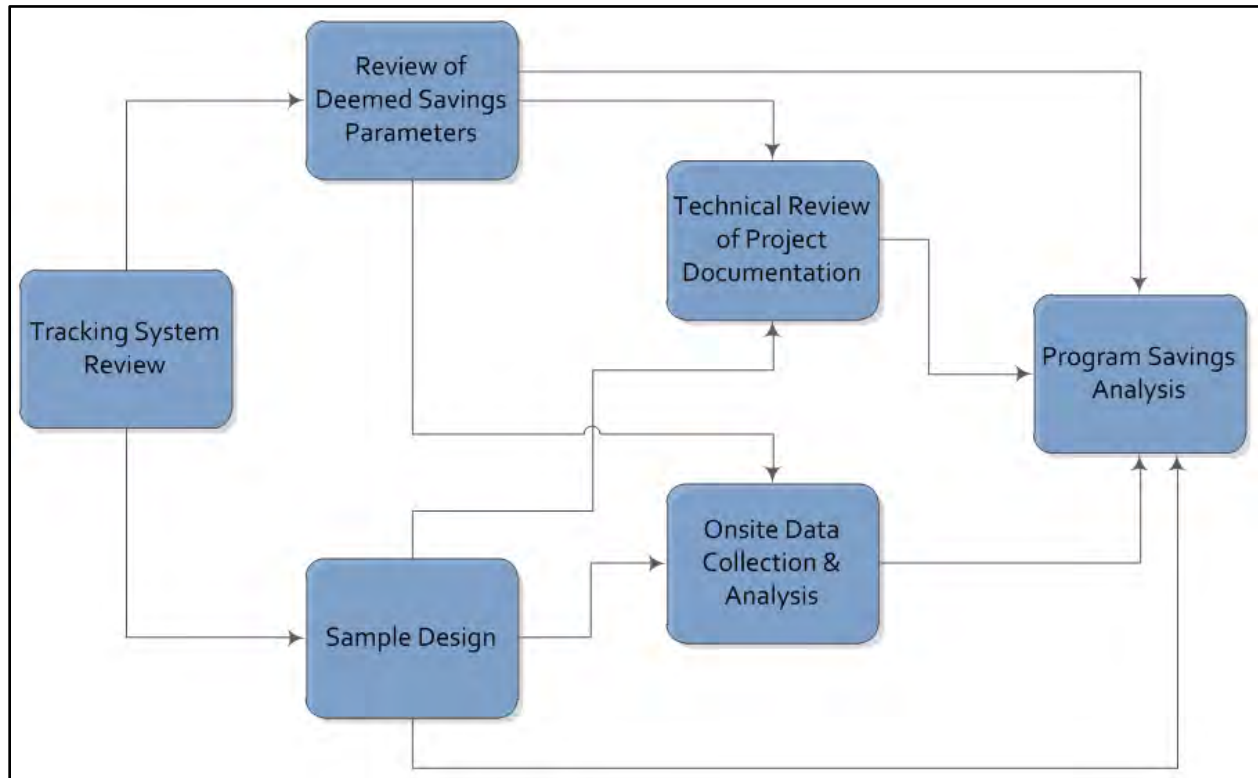 Review of
Deemed Savings
Parameters
Technical Review
of Project
Documentation
Tracking System
Review
Program Savings
Analysis
Onsite Data
Collection &
Analysis
Sample Design